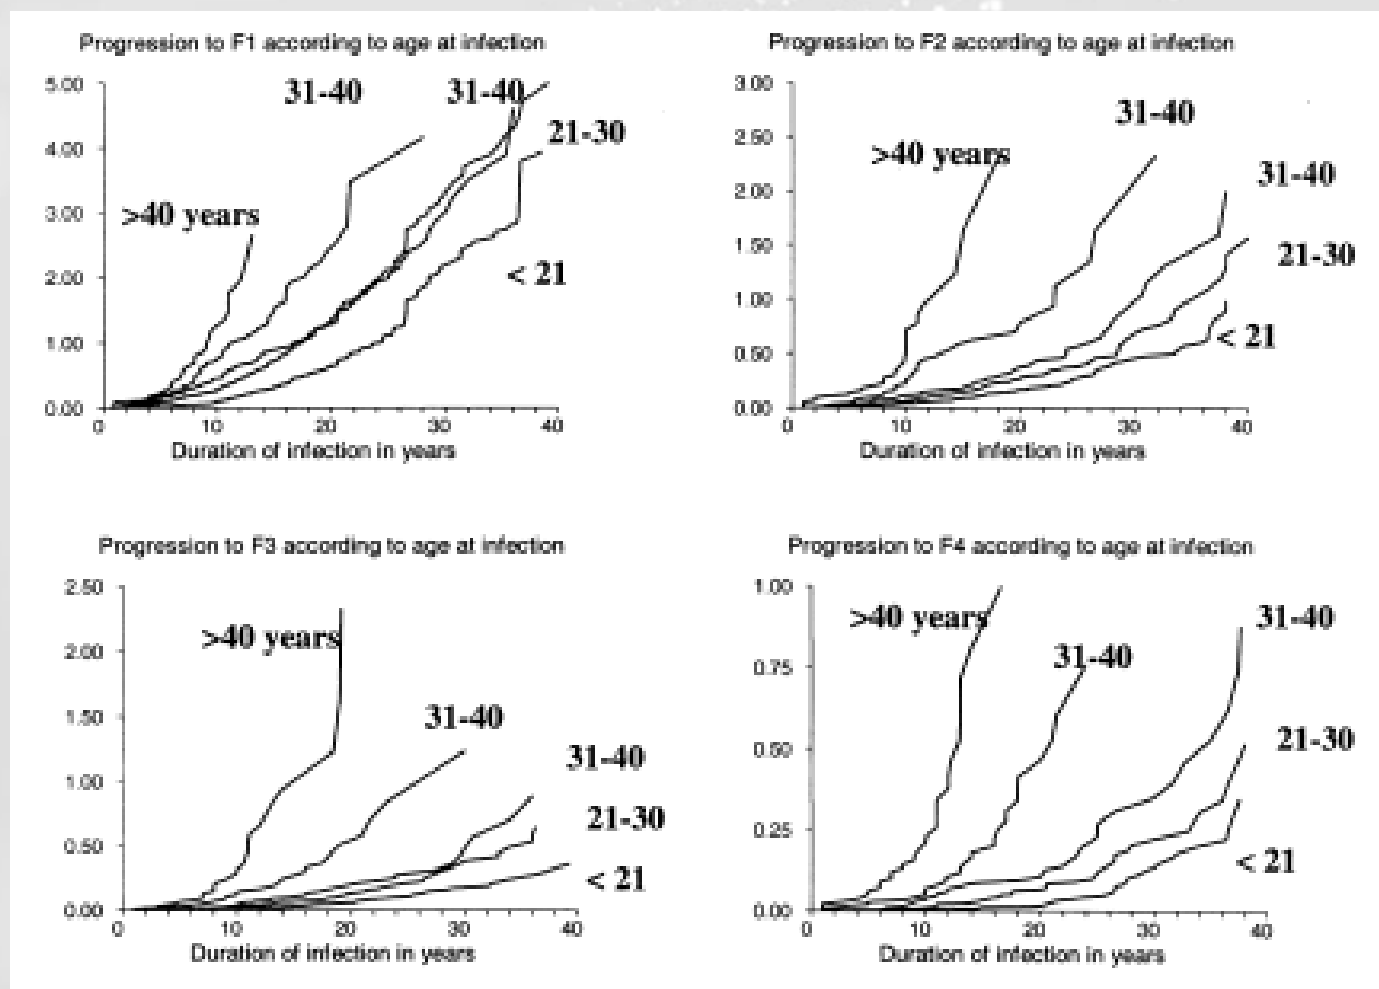 Progression to F1 according to age at infection
5.00
4.00
3.00
2.00
1.00
0.00
31-40
31-40
21-30
>40 years
< 21
0 10 20 30 40
Duration of infection in years
Progression to F2 according to age at infection
3.00
2.50
2.00
1.50
1.00
0.50
0.00
31-40
>40 years
31-40
21-30
< 21
0 10 20 30 40
Duration of infection in years
Progression to F3 according to age at infection
2.50
2.00
1.50
1.00
0.50
0.00
>40 years
31-40
31-40
21-30
< 21
0 10 20 30 40
Duration of infection in years
Progression to F4 according to age at infection
1.00
0.75
0.50
0.25
0.00
>40 years
31-40
31-40
21-30
< 21
0 10 20 30 40
Duration of infection in years